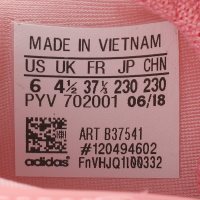 MADE IN VIETNAM
US UK FR JP CHN
6 4½ 37⅓ 230 230
PYV 702001 06/18
ART B37541
#120494602
adidas FnVHJQ1I00332